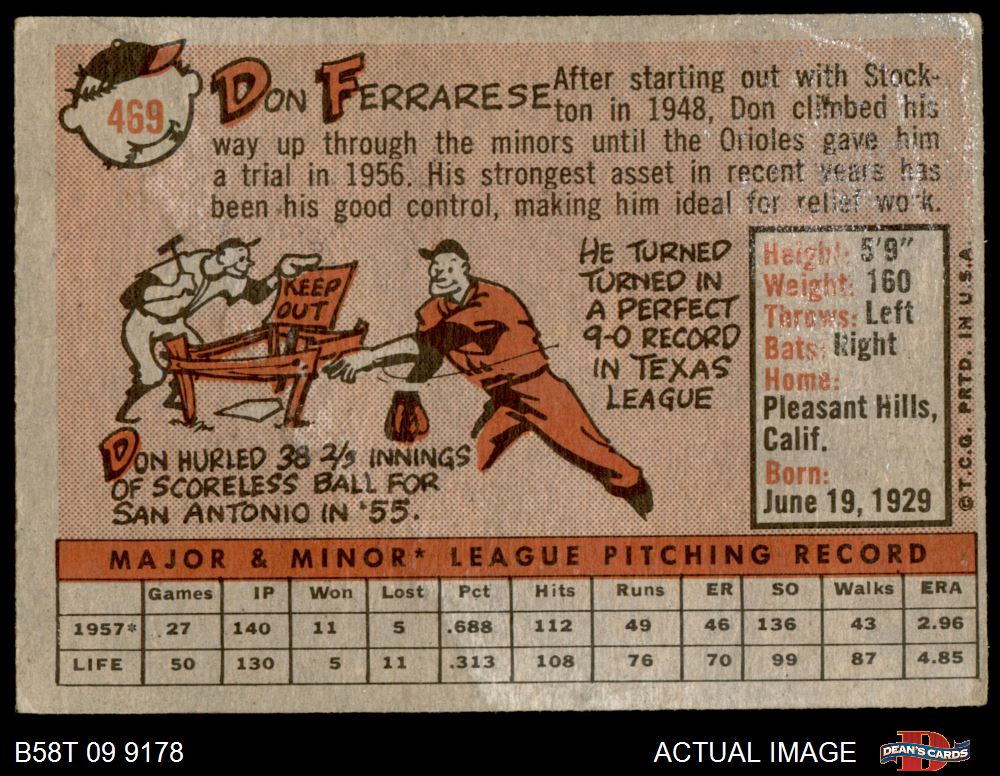 469
DON FERRARESE
After starting out with Stock-
ton in 1948, Don climbed his
way up through the minors until the Orioles gave him
a trial in 1956. His strongest asset in recent years has
been his good control, making him ideal for relief work.
KEEP
OUT
HE TURNED
TURNED IN
A PERFECT
9-0 RECORD
IN TEXAS
LEAGUE
DON HURLED 38 2/3 INNINGS
OF SCORELESS BALL FOR
SAN ANTONIO IN '55.
Height: 5'9"
Weight: 160
Throws: Left
Bats: Right
Home:
Pleasant Hills,
Calif.
Born:
June 19, 1929
© T.C.G. PRTD. IN U.S.A.
MAJOR & MINOR* LEAGUE PITCHING RECORD
Games IP Won Lost Pct Hits Runs ER SO Walks ERA
1957* 27 140 11 5 .688 112 49 46 136 43 2.96
LIFE 50 130 5 11 .313 108 76 70 99 87 4.85
B58T 09 9178
ACTUAL IMAGE
DEAN'S CARDS